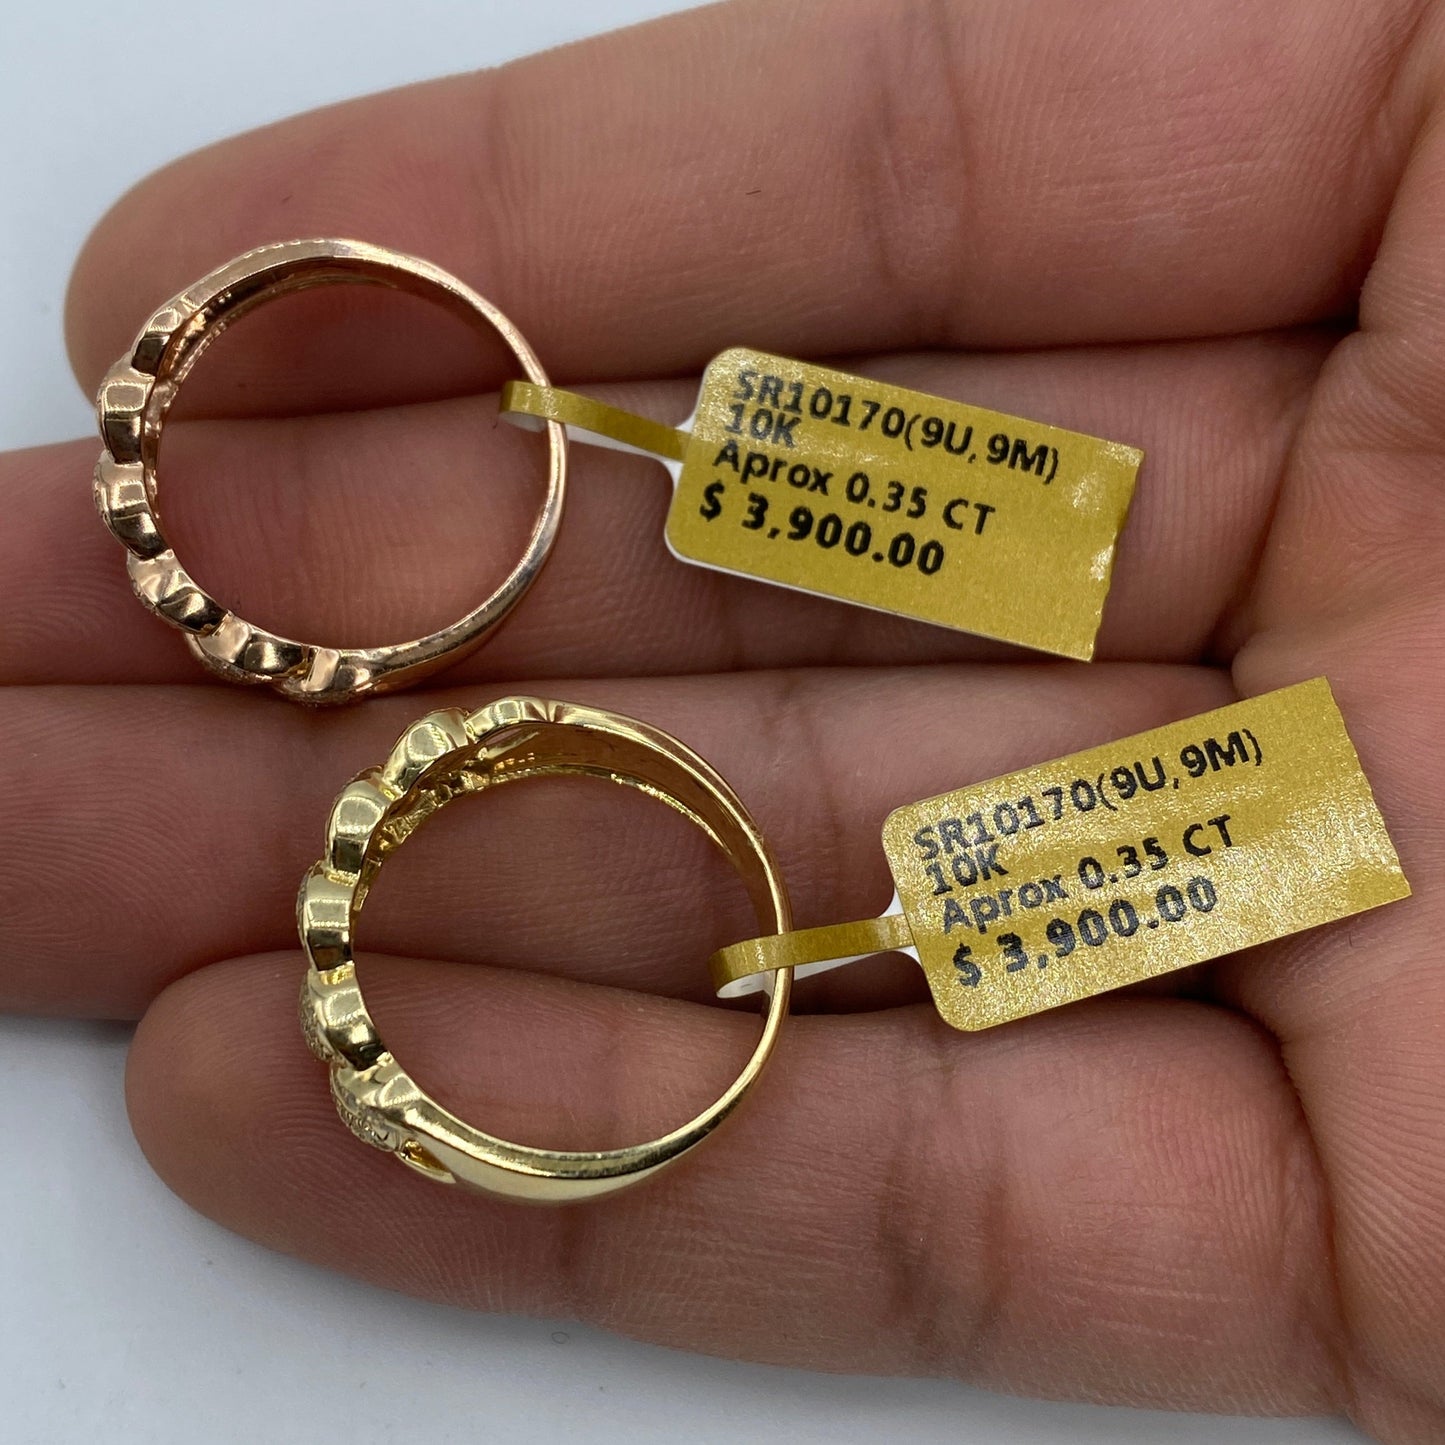 SR10170(9U,9M)
10K
Aprox 0.35 CT
$ 3,900.00
SR10170(9U,9M)
10K
Aprox 0.35 CT
$ 3,900.00